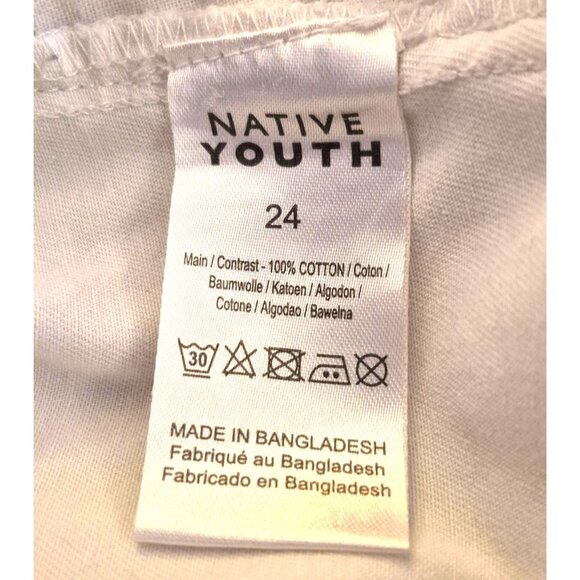 NATIVE
YOUTH
24
Main / Contrast - 100% COTTON / Coton /
Baumwolle / Katoen / Algodon /
Cotone / Algodao / Bawelna
30
MADE IN BANGLADESH
Fabriqué au Bangladesh
Fabricado en Bangladesh